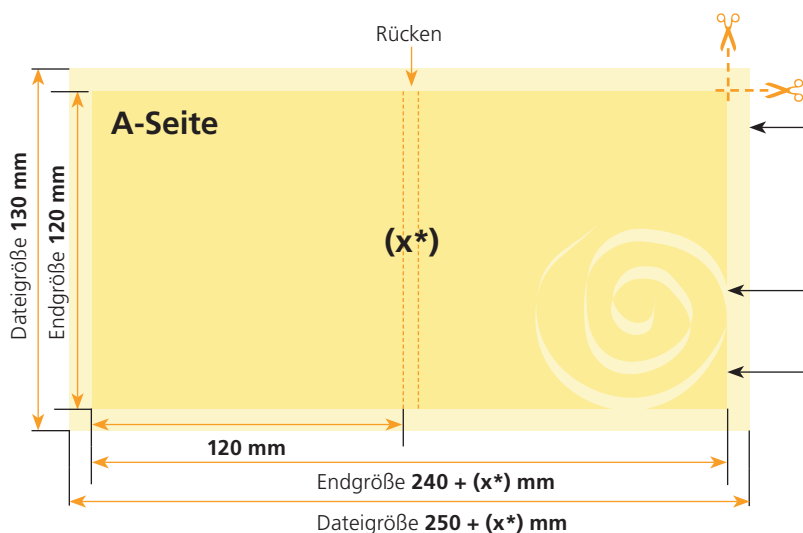 Rücken
A-Seite
Dateigröße 130 mm
Endgröße 120 mm
(x*)
120 mm
Endgröße 240 + (x*) mm
Dateigröße 250 + (x*) mm